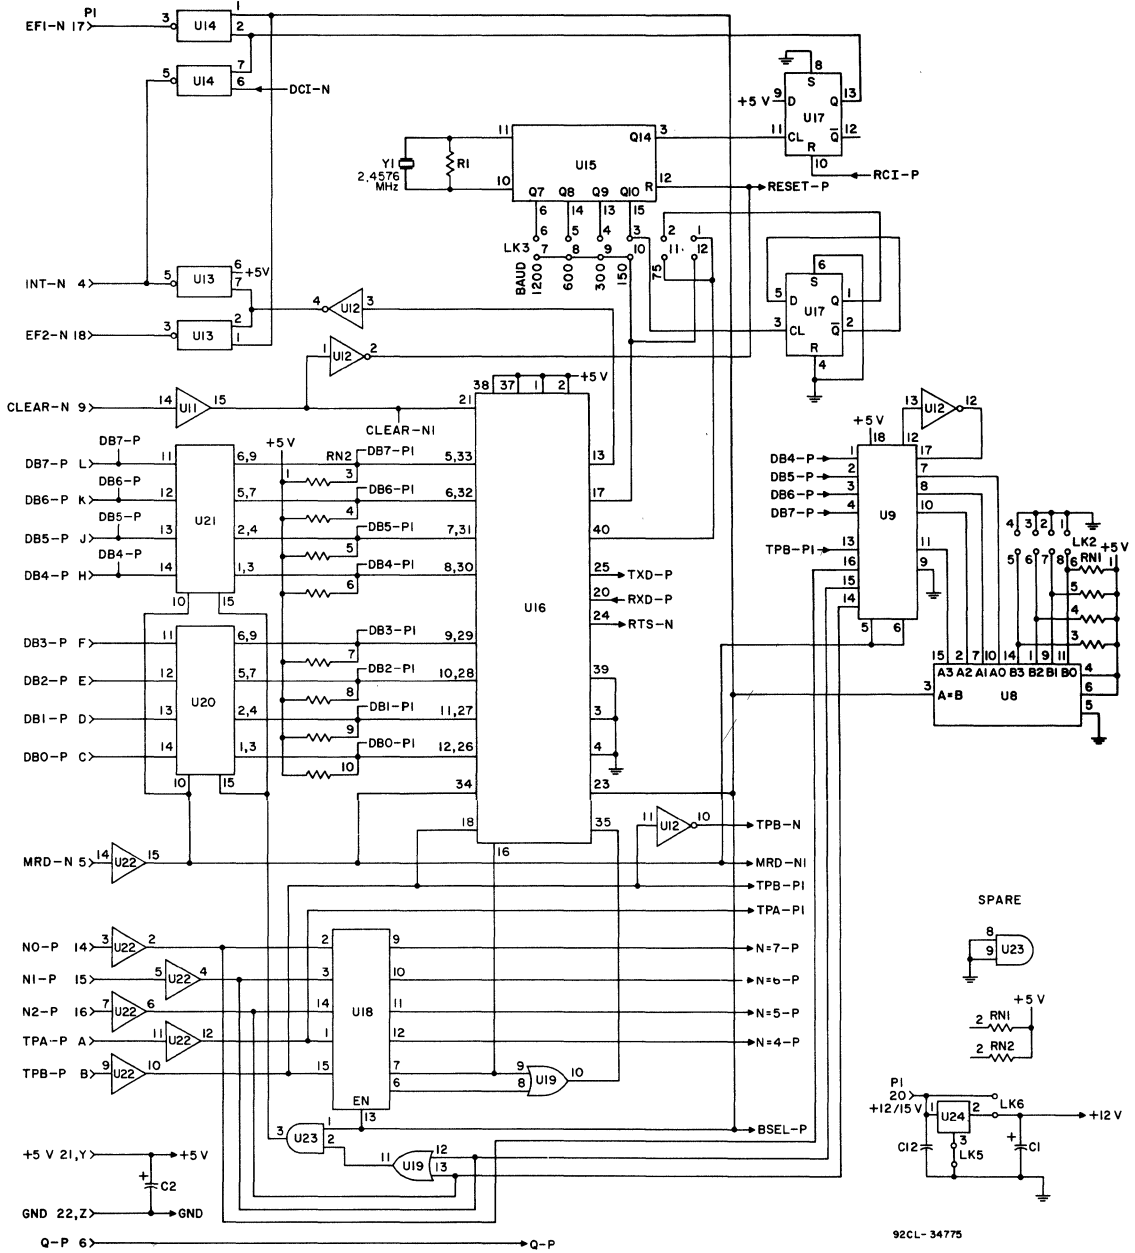 P1
EF1-N 17
3
U14
1
2
5
U14
7
6
DCI-N
8
S
+5 V
9
D
Q
13
U17
11
CL
Q
12
R
10
RCI-P
11
Q14
3
Y1
2.4576
MHz
R1
U15
10
Q7
Q8
Q9
Q10
R
12
RESET-P
6
14
13
15
6
5
4
3
2
1
LK3
7
8
9
10
11
12
BAUD
1200
600
300
150
75
6
S
5
D
Q
1
U17
3
CL
Q
2
R
4
INT-N 4
5
U13
6
+5V
7
EF2-N 18
3
U13
2
1
4
U12
3
1
U12
2
CLEAR-N 9
14
U11
15
CLEAR-N1
21
38
37
1
2
+5 V
DB7-P
DB7-P L
11
6,9
+5 V
RN2
DB7-P1
5,33
1
3
DB6-P
DB6-P K
12
5,7
DB6-P1
6,32
4
U21
DB5-P
DB5-P J
13
2,4
DB5-P1
7,31
5
DB4-P
DB4-P H
14
1,3
DB4-P1
8,30
6
10
15
DB3-P F
11
6,9
DB3-P1
9,29
7
DB2-P E
12
5,7
DB2-P1
10,28
8
U20
DB1-P D
13
2,4
DB1-P1
11,27
9
DB0-P C
14
1,3
DB0-P1
12,26
10
10
15
U16
13
17
40
25
TXD-P
20
RXD-P
24
RTS-N
39
3
4
34
23
18
35
16
13
U12
12
+5 V
18
12
DB4-P
1
17
DB5-P
2
7
DB6-P
3
8
DB7-P
4
10
U9
TPB-P1
13
11
16
9
15
14
5
6
4
3
2
1
LK2
+5 V
5
6
7
8
6
RN1
1
5
4
3
15
2
7
10
14
1
9
11
A3
A2
A1
A0
B3
B2
B1
B0
3
A=B
U8
4
6
5
11
U12
10
TPB-N
MRD-N 5
14
U22
15
MRD-N1
TPB-P1
TPA-P1
N0-P 14
3
U22
2
2
9
N=7-P
N1-P 15
5
U22
4
3
10
N=6-P
N2-P 16
7
U22
6
14
U18
11
N=5-P
TPA-P A
11
U22
12
1
12
N=4-P
TPB-P B
9
U22
10
15
7
6
EN
13
9
8
U19
10
3
U23
1
2
BSEL-P
11
U19
12
13
+5 V 21,Y
+5 V
+
C2
GND 22,Z
GND
Q-P 6
Q-P
SPARE
8
9
U23
+5 V
2
RN1
2
RN2
P1
20
+12/15 V
1
U24
2
LK6
+12 V
3
LK5
C12
+
C1
92CL-34775